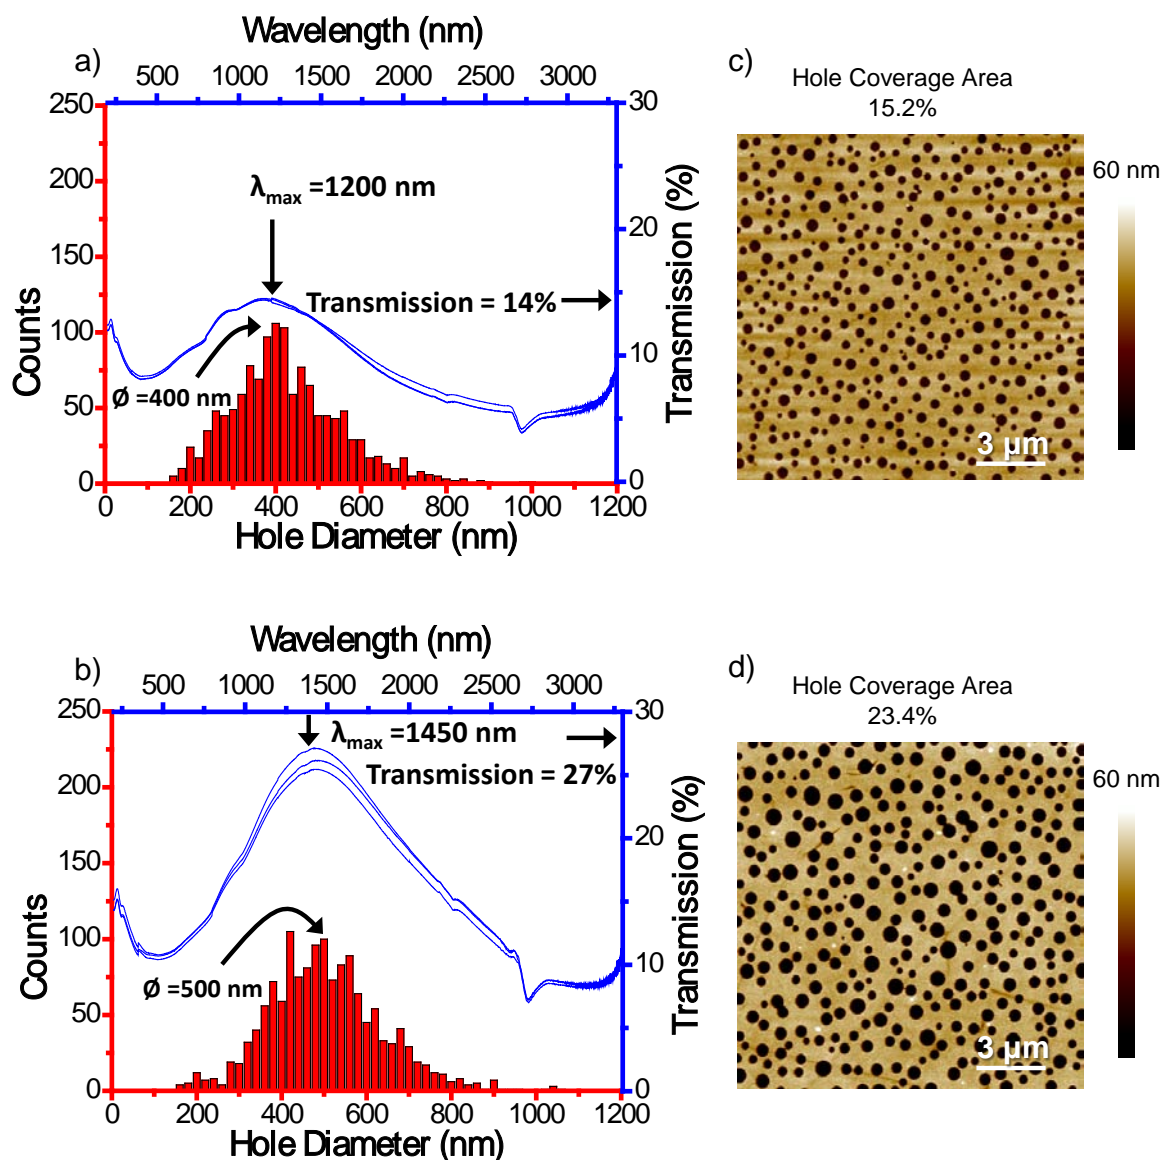 Wavelength (nm)
a)
500 1000 1500 2000 2500 3000
250
200
150
100
50
0
Counts
λmax =1200 nm
Transmission = 14%
Ø =400 nm
30
20
10
0
Transmission (%)
0 200 400 600 800 1000 1200
Hole Diameter (nm)
c)
Hole Coverage Area
15.2%
60 nm
3 µm
Wavelength (nm)
b)
500 1000 1500 2000 2500 3000
250
200
150
100
50
0
Counts
λmax =1450 nm
Transmission = 27%
Ø =500 nm
30
20
10
0
Transmission (%)
0 200 400 600 800 1000 1200
Hole Diameter (nm)
d)
Hole Coverage Area
23.4%
60 nm
3 µm